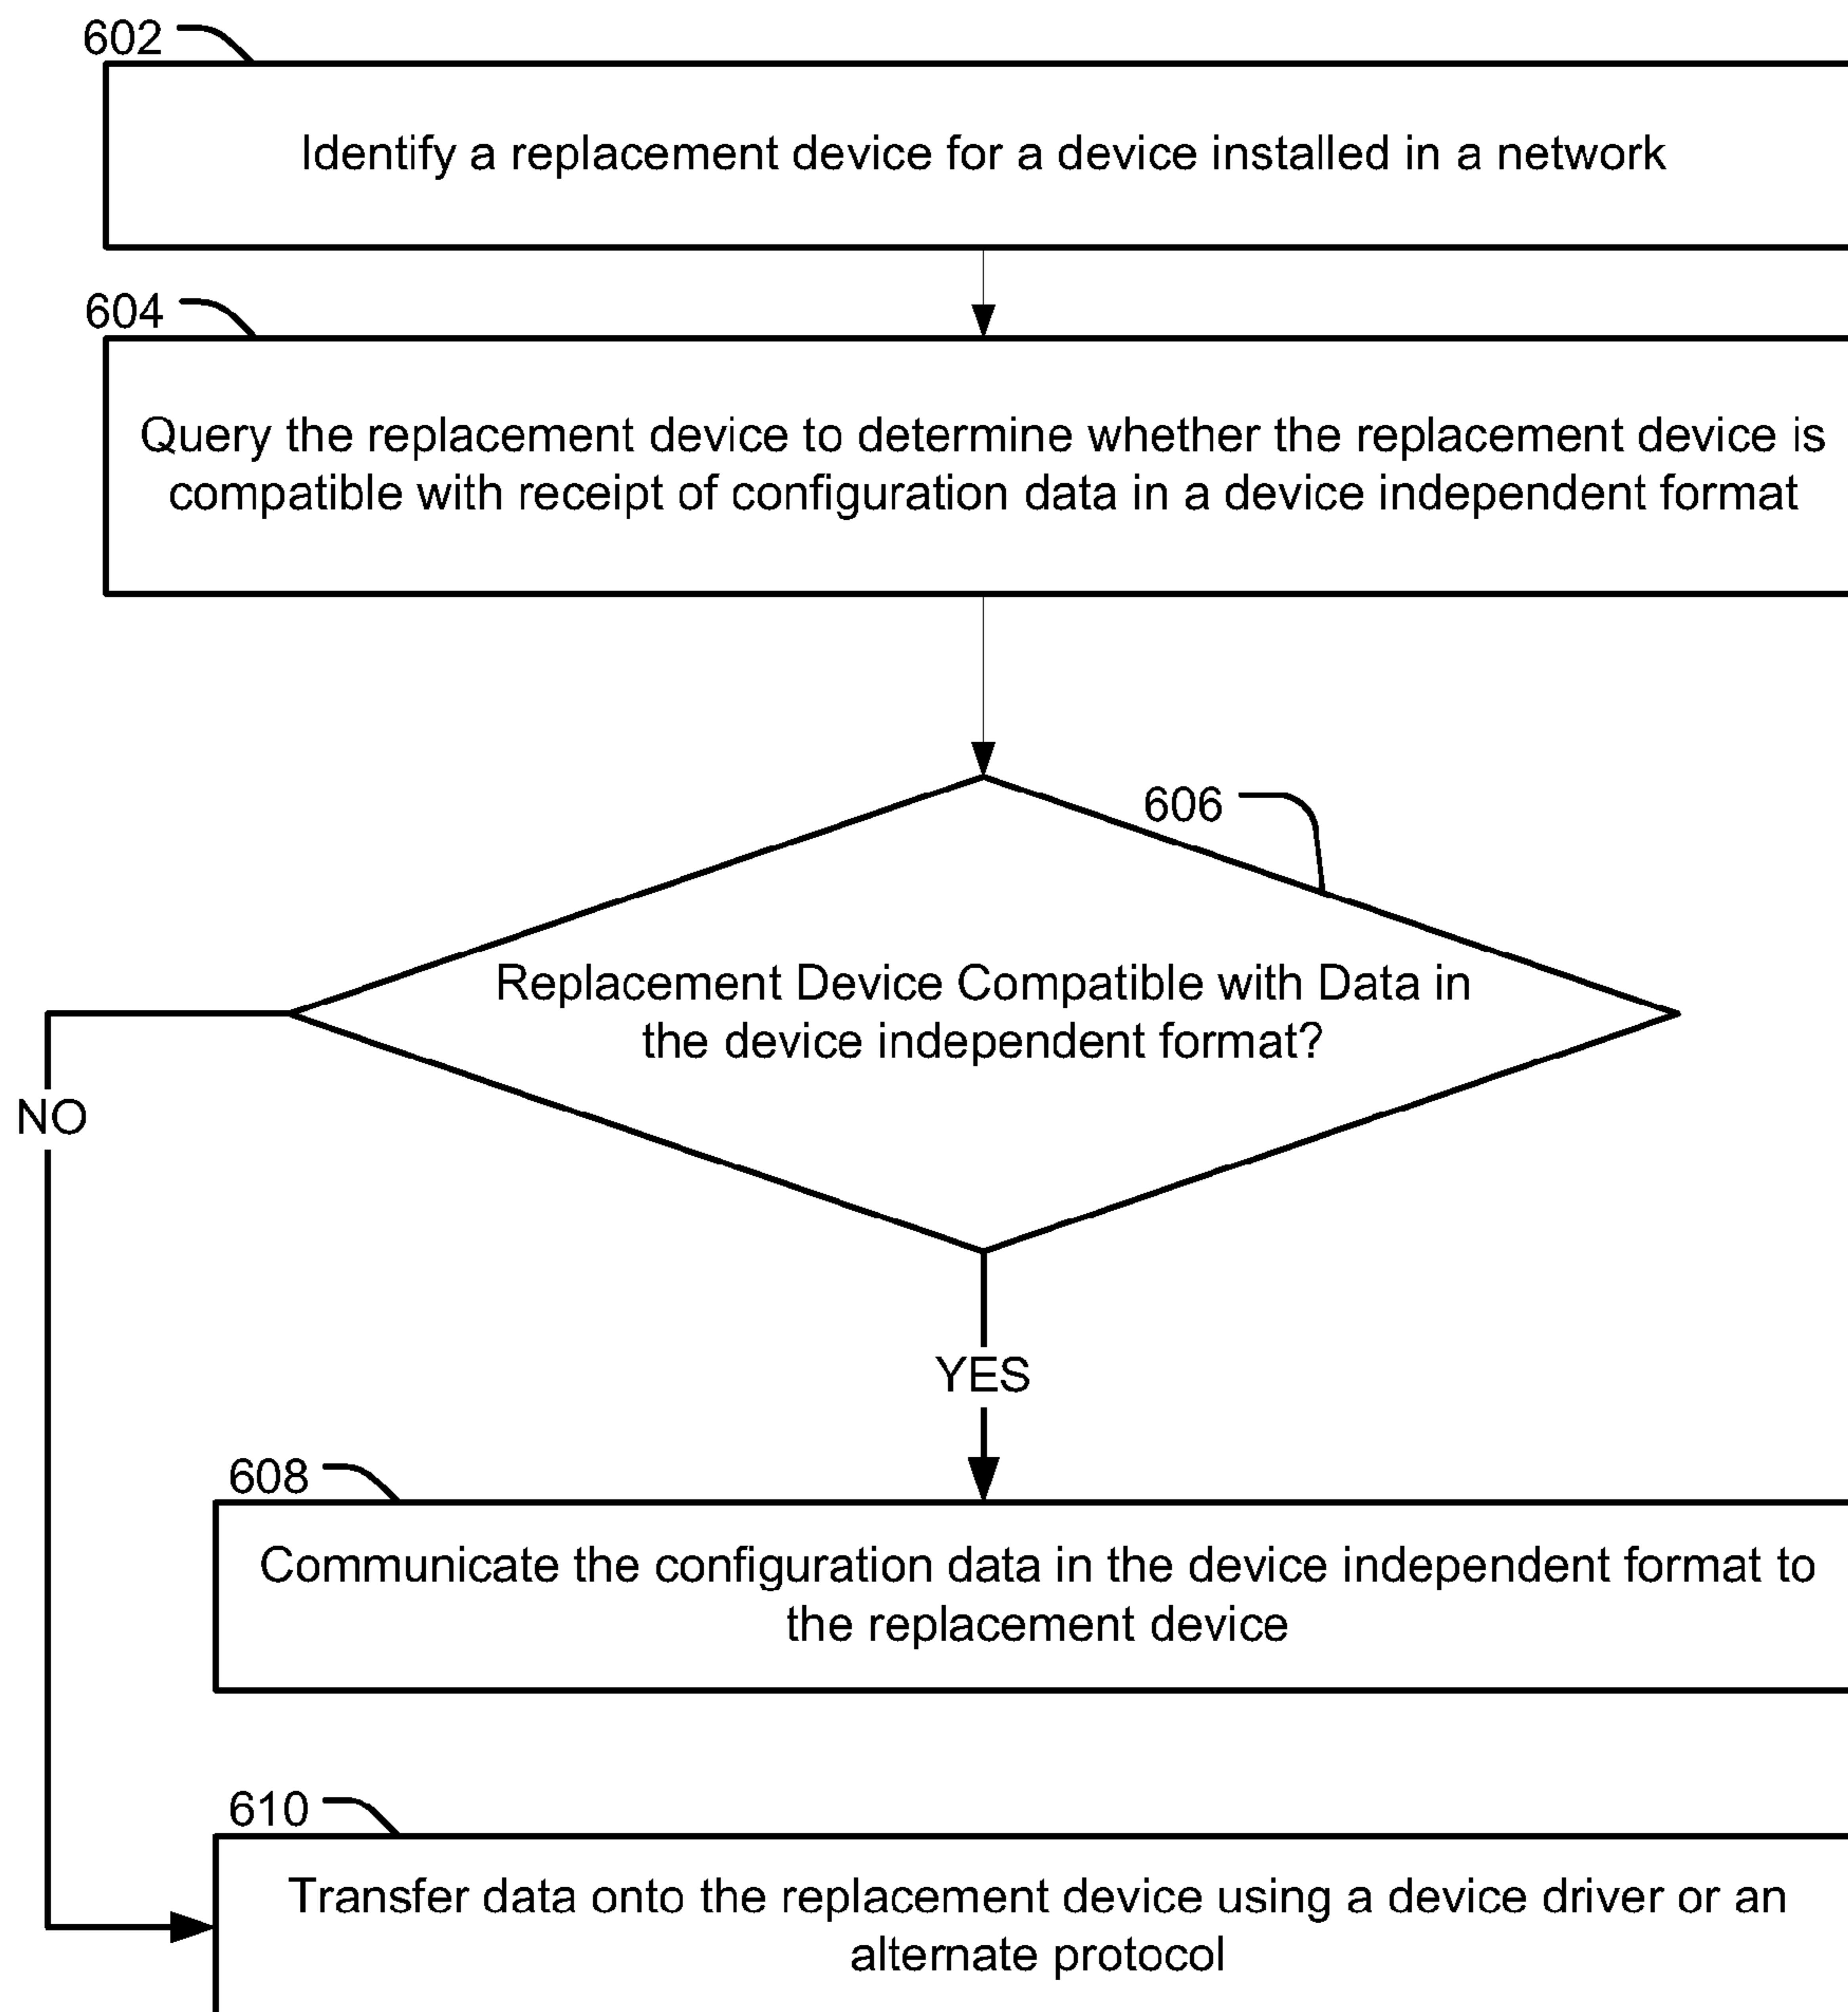 602
Identify a replacement device for a device installed in a network
604
Query the replacement device to determine whether the replacement device is
compatible with receipt of configuration data in a device independent format
606
Replacement Device Compatible with Data in
the device independent format?
NO
YES
608
Communicate the configuration data in the device independent format to
the replacement device
610
Transfer data onto the replacement device using a device driver or an
alternate protocol